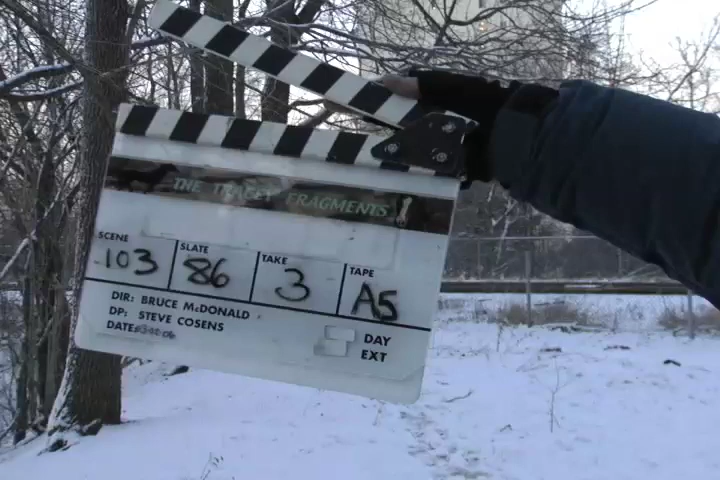 THE TRACEY FRAGMENTS
SCENE SLATE TAKE TAPE
103 86 3 A5
DIR: BRUCE McDONALD
DP: STEVE COSENS
DATE:
DAY
EXT